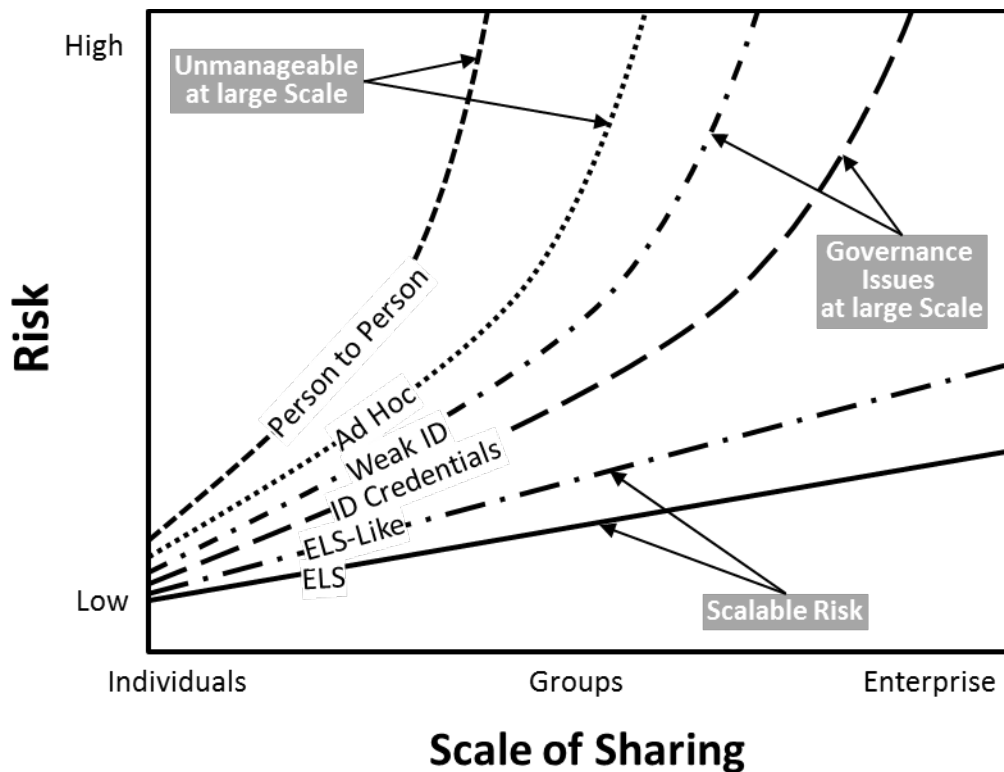 High
Unmanageable
at large Scale
Governance
Issues
at large Scale
Risk
Person to Person
Ad Hoc
Weak ID
ID Credentials
ELS-Like
ELS
Low
Scalable Risk
Individuals
Groups
Enterprise
Scale of Sharing